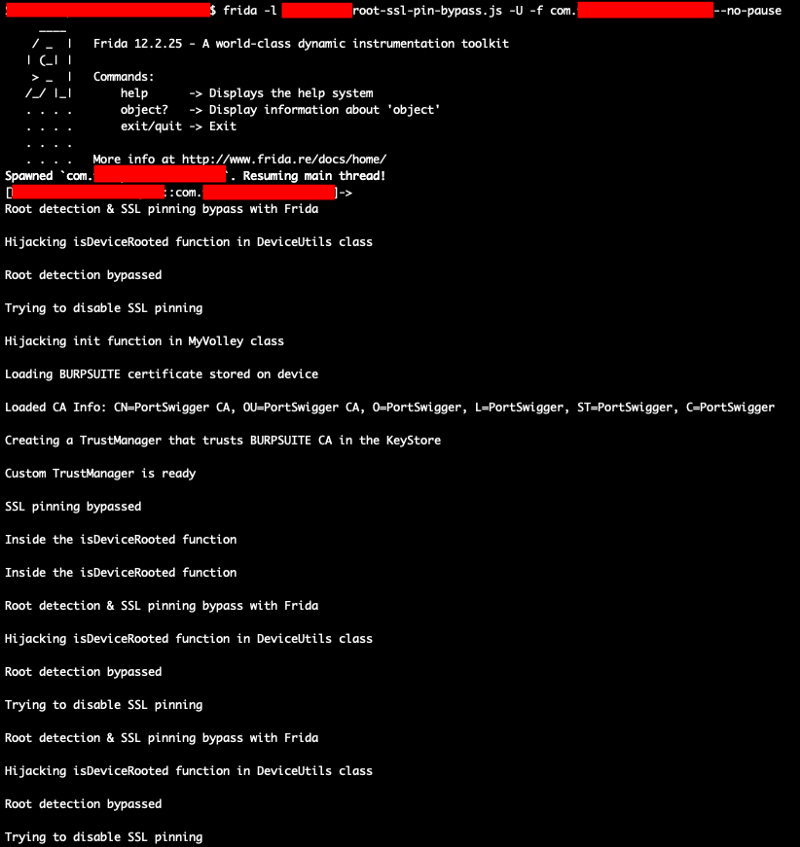 $ frida -l root-ssl-pin-bypass.js -U -f com. --no-pause
____
/ _  |   Frida 12.2.25 - A world-class dynamic instrumentation toolkit
| (_| |
> _  |   Commands:
/_/ |_|       help      -> Displays the help system
. . . .       object?   -> Display information about 'object'
. . . .       exit/quit -> Exit
. . . .
. . . .   More info at http://www.frida.re/docs/home/
Spawned `com. `. Resuming main thread!
[ ::com. ]->
Root detection & SSL pinning bypass with Frida
Hijacking isDeviceRooted function in DeviceUtils class
Root detection bypassed
Trying to disable SSL pinning
Hijacking init function in MyVolley class
Loading BURPSUITE certificate stored on device
Loaded CA Info: CN=PortSwigger CA, OU=PortSwigger CA, O=PortSwigger, L=PortSwigger, ST=PortSwigger, C=PortSwigger
Creating a TrustManager that trusts BURPSUITE CA in the KeyStore
Custom TrustManager is ready
SSL pinning bypassed
Inside the isDeviceRooted function
Inside the isDeviceRooted function
Root detection & SSL pinning bypass with Frida
Hijacking isDeviceRooted function in DeviceUtils class
Root detection bypassed
Trying to disable SSL pinning
Root detection & SSL pinning bypass with Frida
Hijacking isDeviceRooted function in DeviceUtils class
Root detection bypassed
Trying to disable SSL pinning